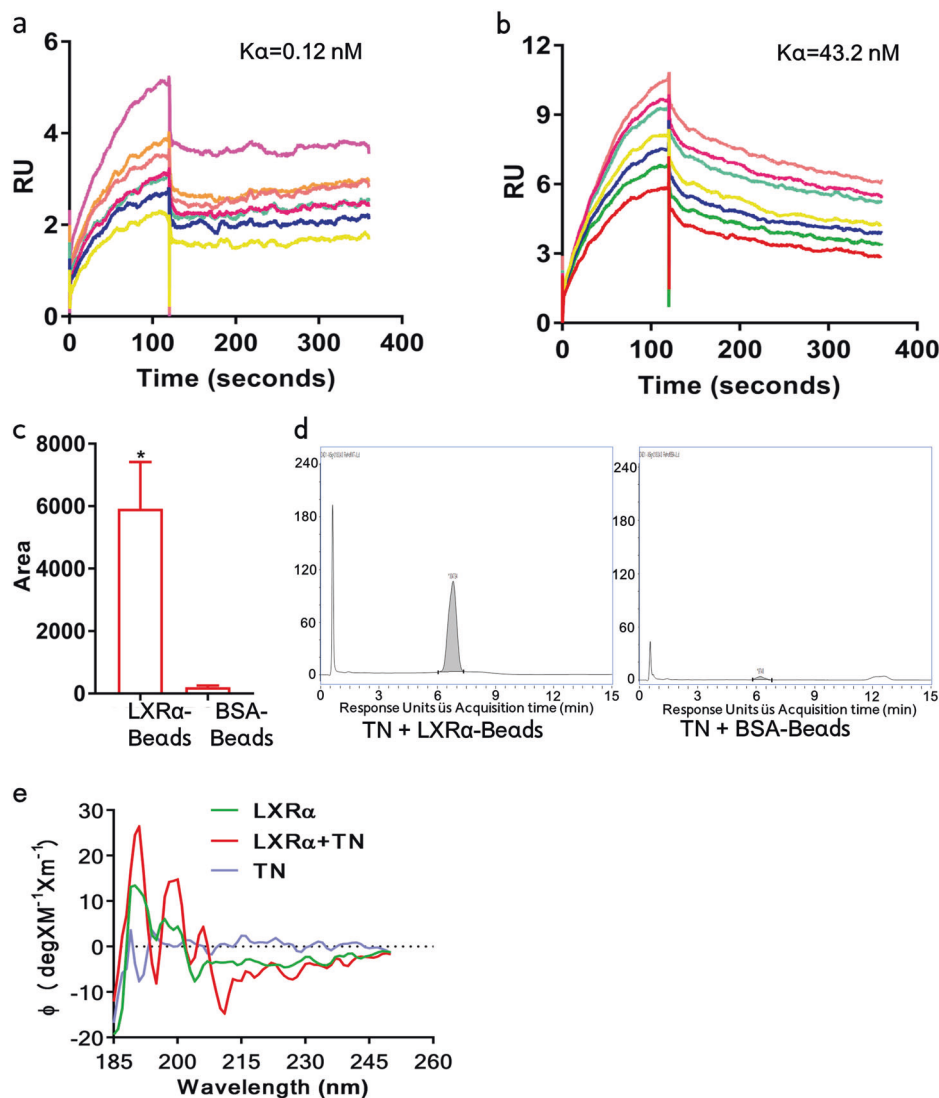 a
Kα=0.12 nM
RU
6
4
2
0
0 100 200 300 400
Time (seconds)
b
Kα=43.2 nM
RU
12
9
6
3
0
0 100 200 300 400
Time (seconds)
c
Area
8000
6000
4000
2000
0
*
LXRα-
Beads
BSA-
Beads
d
240
180
120
60
0
0 3 6 9 12 15
Response Units üs Acquisition time (min)
TN + LXRα-Beads
240
180
120
60
0
0 3 6 9 12 15
Response Units üs Acquisition time (min)
TN + BSA-Beads
e
ϕ ( degXM⁻¹Xm⁻¹)
30
20
10
0
-10
-20
LXRα
LXRα+TN
TN
185 200 215 230 245 260
Wavelength (nm)